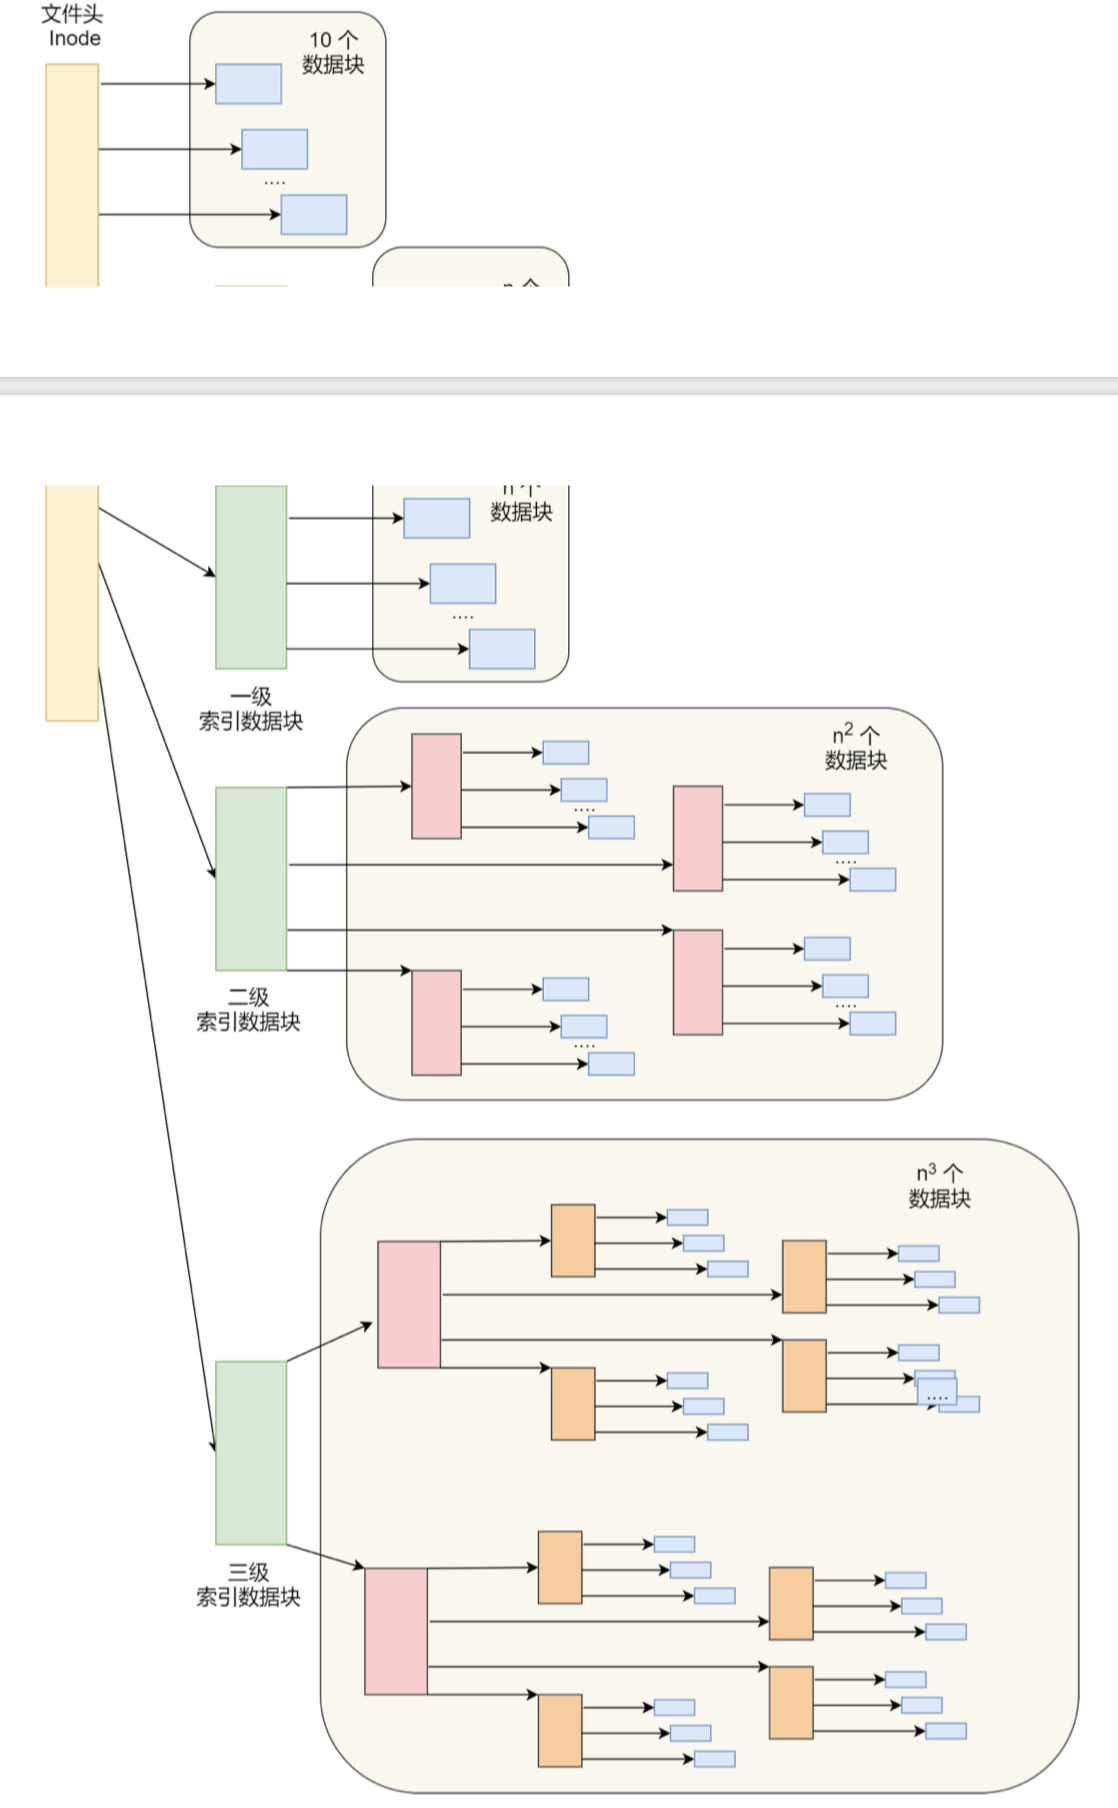 文件头
Inode
10 个
数据块
....
n 个
数据块
....
一级
索引数据块
n² 个
数据块
....
....
....
....
二级
索引数据块
n³ 个
数据块
....
三级
索引数据块